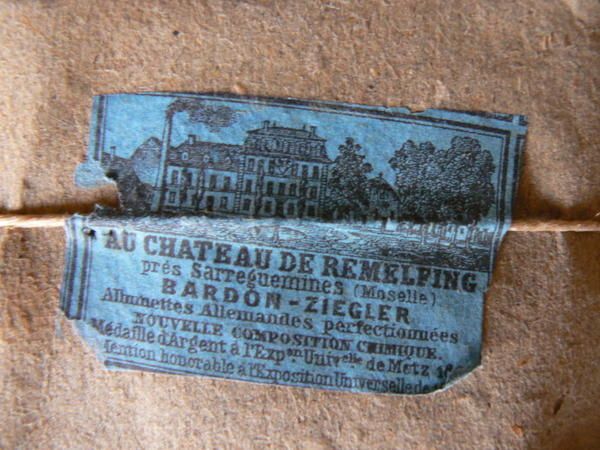 AU CHATEAU DE REMELFING
près Sarreguemines (Moselle)
BARDON-ZIEGLER
Allumettes Allemandes perfectionnées
NOUVELLE COMPOSITION CHIMIQUE.
Médaille d'Argent à l'Expon Univelle de Metz
Mention honorable à l'Exposition Universelle de